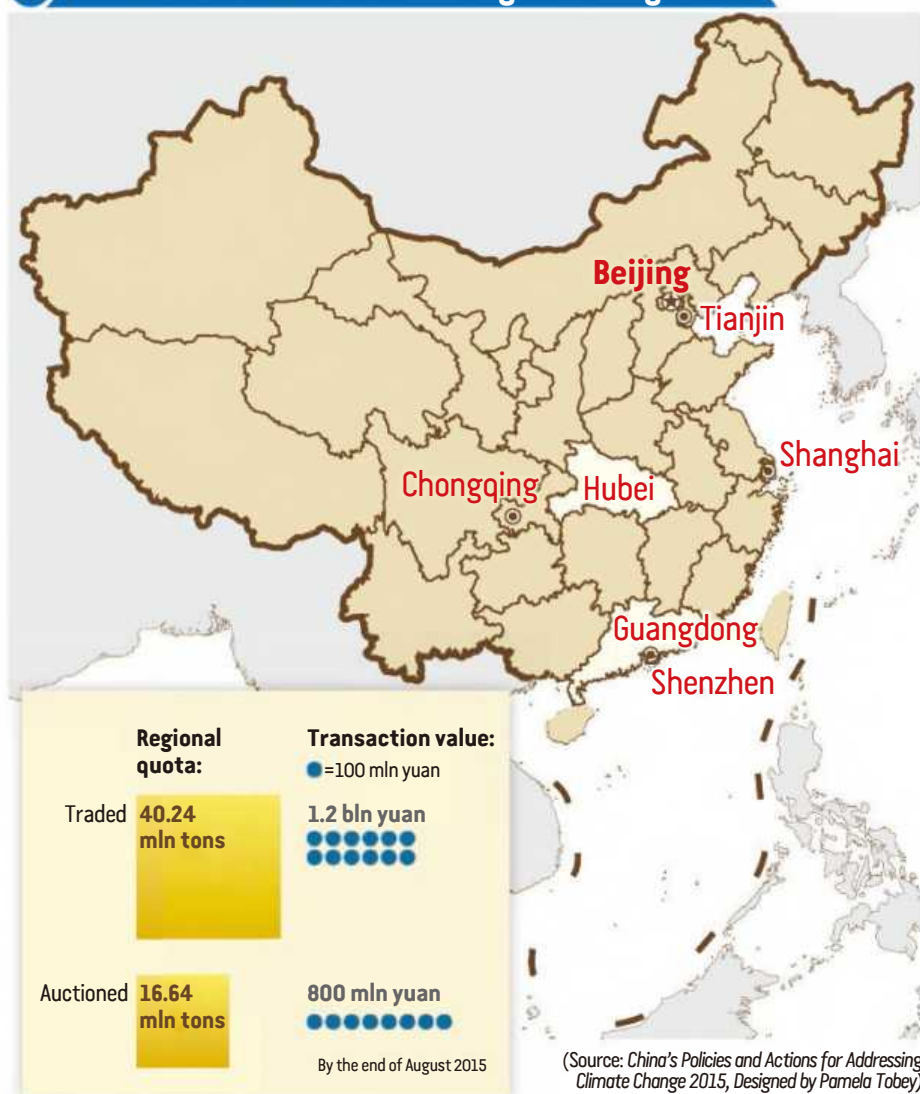 Beijing
Tianjin
Shanghai
Chongqing
Hubei
Guangdong
Shenzhen
Regional
quota:
Transaction value:
=100 mln yuan
Traded
40.24
mln tons
1.2 bln yuan
Auctioned
16.64
mln tons
800 mln yuan
By the end of August 2015
(Source: China's Policies and Actions for Addressing
Climate Change 2015, Designed by Pamela Tobey)